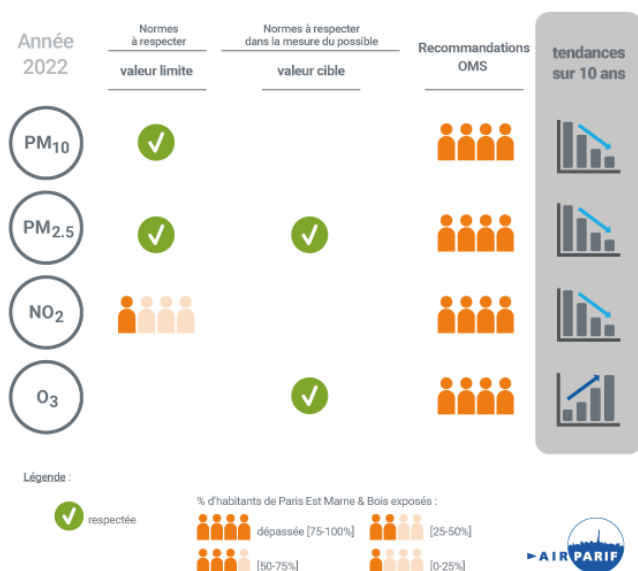 Année
2022
Normes
à respecter
valeur limite
Normes à respecter
dans la mesure du possible
valeur cible
Recommandations
OMS
tendances
sur 10 ans
PM10
PM2.5
NO2
O3
Légende :
respectée
% d'habitants de Paris Est Marne & Bois exposés :
dépassée [75-100%]
[25-50%]
[50-75%]
[0-25%]
AIRPARIF